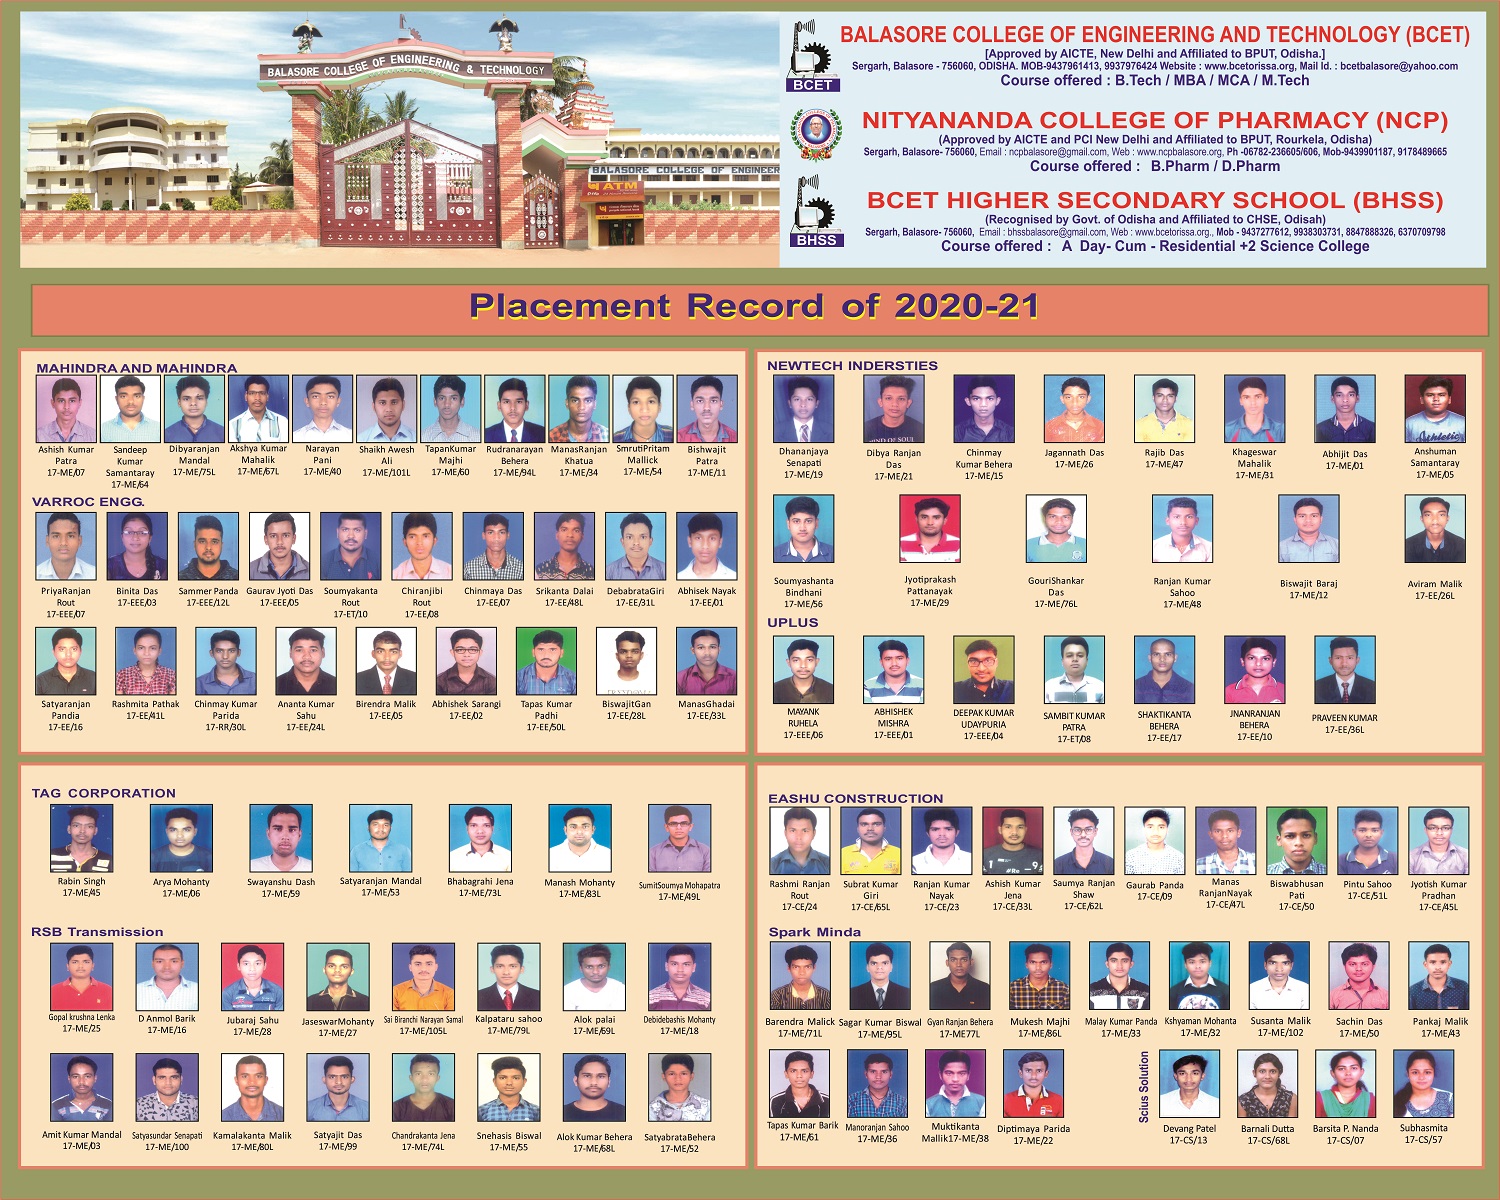 BALASORE COLLEGE OF ENGINEERING & TECHNOLOGY
BALASORE COLLEGE OF ENGINEER
ATM
BCET
BALASORE COLLEGE OF ENGINEERING AND TECHNOLOGY (BCET)
[Approved by AICTE, New Delhi and Affiliated to BPUT, Odisha.]
Sergarh, Balasore - 756060, ODISHA. MOB-9437961413, 9937976424 Website : www.bcetorissa.org, Mail Id. : bcetbalasore@yahoo.com
Course offered : B.Tech / MBA / MCA / M.Tech
NITYANANDA COLLEGE OF PHARMACY (NCP)
(Approved by AICTE and PCI New Delhi and Affiliated to BPUT, Rourkela, Odisha)
Sergarh, Balasore- 756060, Email : ncpbalasore@gmail.com, Web : www.ncpbalasore.org, Ph -06782-236605/606, Mob-9439901187, 9178489665
Course offered : B.Pharm / D.Pharm
BHSS
BCET HIGHER SECONDARY SCHOOL (BHSS)
(Recognised by Govt. of Odisha and Affiliated to CHSE, Odisah)
Sergarh, Balasore- 756060, Email : bhssbalasore@gmail.com, Web : www.bcetorissa.org., Mob - 9437277612, 9938303731, 8847888326, 6370709798
Course offered : A Day- Cum - Residential +2 Science College
Placement Record of 2020-21
MAHINDRA AND MAHINDRA
Ashish Kumar
Patra
17-ME/07
Sandeep
Kumar
Samantaray
17-ME/64
Dibyaranjan
Mandal
17-ME/75L
Akshya Kumar
Mahalik
17-ME/67L
Narayan
Pani
17-ME/40
Shaikh Awesh
Ali
17-ME/101L
TapanKumar
Majhi
17-ME/60
Rudranarayan
Behera
17-ME/94L
ManasRanjan
Khatua
17-ME/34
SmrutiPritam
Mallick
17-ME/54
Bishwajit
Patra
17-ME/11
VARROC ENGG.
PriyaRanjan
Rout
17-EEE/07
Binita Das
17-EEE/03
Sammer Panda
17-EEE/12L
Gaurav Jyoti Das
17-EEE/05
Soumyakanta
Rout
17-ET/10
Chiranjibi
Rout
17-EE/08
Chinmaya Das
17-EE/07
Srikanta Dalai
17-EE/48L
DebabrataGiri
17-EE/31L
Abhisek Nayak
17-EE/01
Satyaranjan
Pandia
17-EE/16
Rashmita Pathak
17-EE/41L
Chinmay Kumar
Parida
17-RR/30L
Ananta Kumar
Sahu
17-EE/24L
Birendra Malik
17-EE/05
Abhishek Sarangi
17-EE/02
Tapas Kumar
Padhi
17-EE/50L
BiswajitGan
17-EE/28L
ManasGhadai
17-EE/33L
NEWTECH INDERSTIES
Dhananjaya
Senapati
17-ME/19
Dibya Ranjan
Das
17-ME/21
Chinmay
Kumar Behera
17-ME/15
Jagannath Das
17-ME/26
Rajib Das
17-ME/47
Khageswar
Mahalik
17-ME/31
Abhijit Das
17-ME/01
Anshuman
Samantaray
17-ME/05
Soumyashanta
Bindhani
17-ME/56
Jyotiprakash
Pattanayak
17-ME/29
GouriShankar
Das
17-ME/76L
Ranjan Kumar
Sahoo
17-ME/48
Biswajit Baraj
17-ME/12
Aviram Malik
17-EE/26L
UPLUS
MAYANK
RUHELA
17-EEE/06
ABHISHEK
MISHRA
17-EEE/01
DEEPAK KUMAR
UDAYPURIA
17-EEE/04
SAMBIT KUMAR
PATRA
17-ET/08
SHAKTIKANTA
BEHERA
17-EE/17
JNANRANJAN
BEHERA
17-EE/10
PRAVEEN KUMAR
17-EE/36L
TAG CORPORATION
Rabin Singh
17-ME/45
Arya Mohanty
17-ME/06
Swayanshu Dash
17-ME/59
Satyaranjan Mandal
17-ME/53
Bhabagrahi Jena
17-ME/73L
Manash Mohanty
17-ME/83L
SumitSoumya Mohapatra
17-ME/49L
RSB Transmission
Gopal krushna Lenka
17-ME/25
D Anmol Barik
17-ME/16
Jubaraj Sahu
17-ME/28
JaseswarMohanty
17-ME/27
Sai Biranchi Narayan Samal
17-ME/105L
Kalpataru sahoo
17-ME/79L
Alok palai
17-ME/69L
Debidebashis Mohanty
17-ME/18
Amit Kumar Mandal
17-ME/03
Satyasundar Senapati
17-ME/100
Kamalakanta Malik
17-ME/80L
Satyajit Das
17-ME/99
Chandrakanta Jena
17-ME/74L
Snehasis Biswal
17-ME/55
Alok Kumar Behera
17-ME/68L
SatyabrataBehera
17-ME/52
EASHU CONSTRUCTION
Rashmi Ranjan
Rout
17-CE/24
Subrat Kumar
Giri
17-CE/65L
Ranjan Kumar
Nayak
17-CE/23
Ashish Kumar
Jena
17-CE/33L
Saumya Ranjan
Shaw
17-CE/62L
Gaurab Panda
17-CE/09
Manas
RanjanNayak
17-CE/47L
Biswabhusan
Pati
17-CE/50
Pintu Sahoo
17-CE/51L
Jyotish Kumar
Pradhan
17-CE/45L
Spark Minda
Barendra Malick
17-ME/71L
Sagar Kumar Biswal
17-ME/95L
Gyan Ranjan Behera
17-ME77L
Mukesh Majhi
17-ME/86L
Malay Kumar Panda
17-ME/33
Kshyaman Mohanta
17-ME/32
Susanta Malik
17-ME/102
Sachin Das
17-ME/50
Pankaj Malik
17-ME/43
Tapas Kumar Barik
17-ME/61
Manoranjan Sahoo
17-ME/36
Muktikanta
Mallik17-ME/38
Diptimaya Parida
17-ME/22
Scius Solution
Devang Patel
17-CS/13
Barnali Dutta
17-CS/68L
Barsita P. Nanda
17-CS/07
Subhasmita
17-CS/57